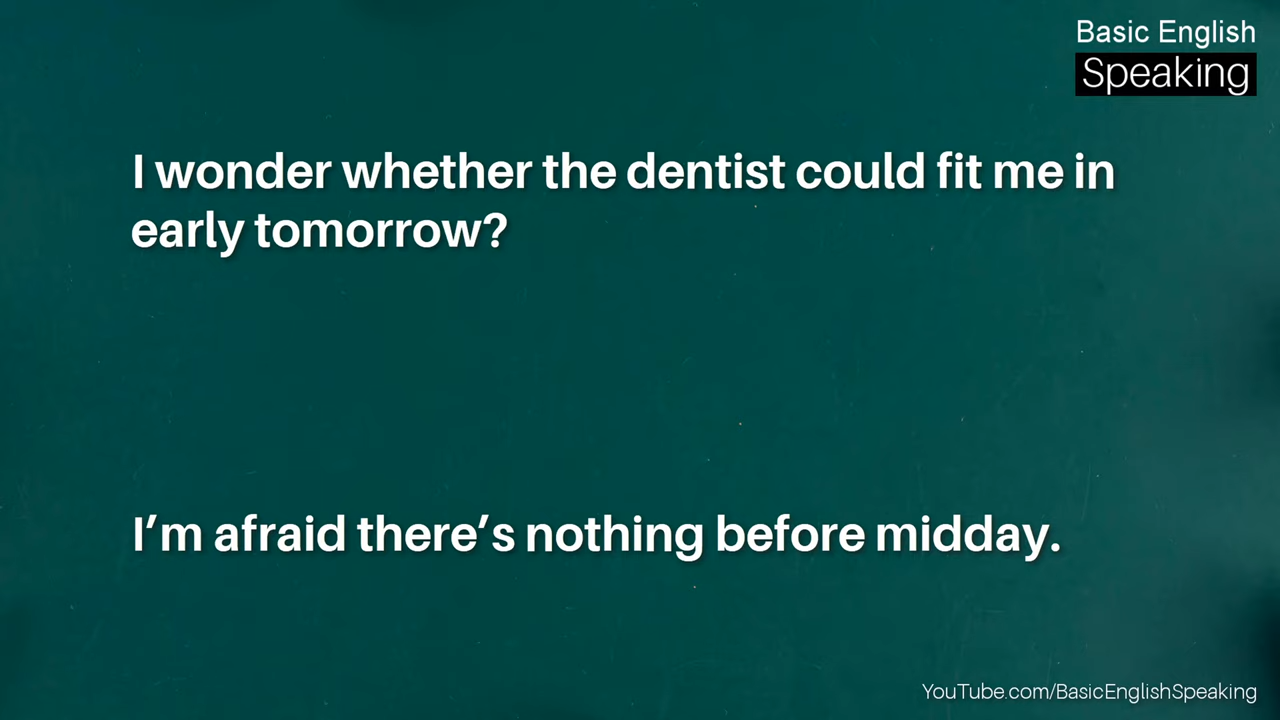 Basic English
Speaking
I wonder whether the dentist could fit me in
early tomorrow?
I’m afraid there’s nothing before midday.
YouTube.com/BasicEnglishSpeaking